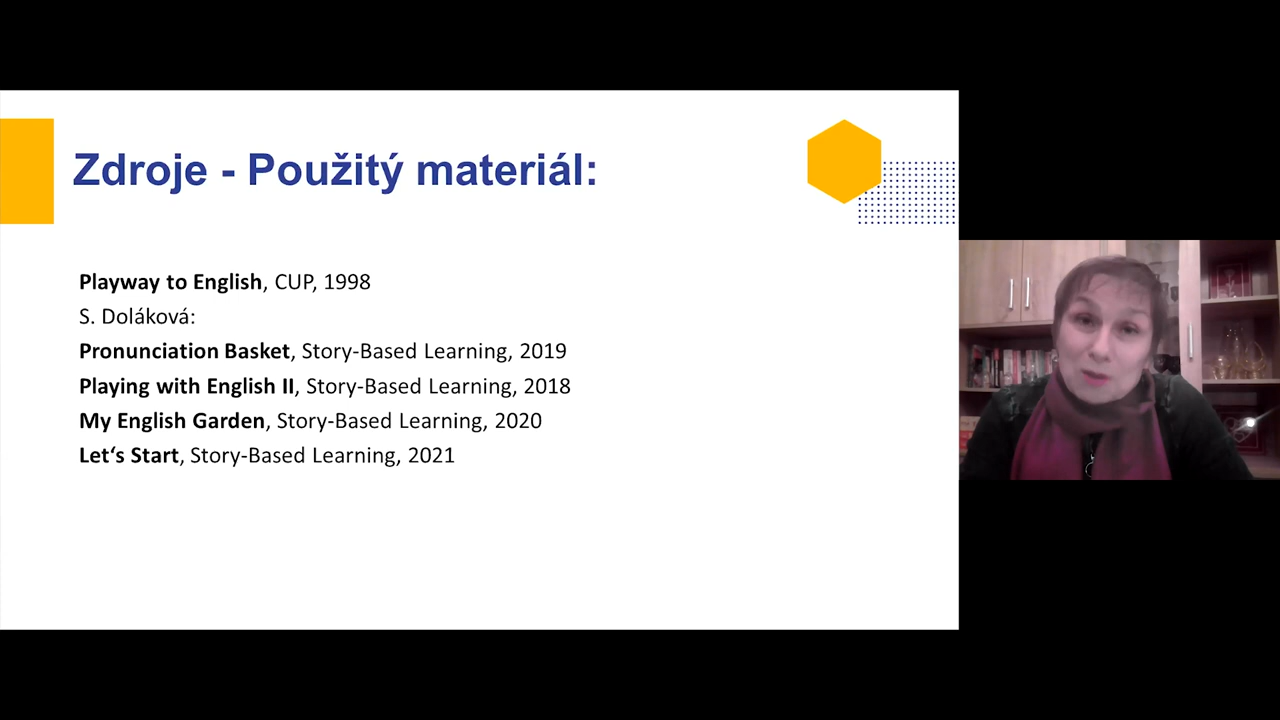 Zdroje - Použitý materiál:
Playway to English, CUP, 1998
S. Doláková:
Pronunciation Basket, Story-Based Learning, 2019
Playing with English II, Story-Based Learning, 2018
My English Garden, Story-Based Learning, 2020
Let‘s Start, Story-Based Learning, 2021